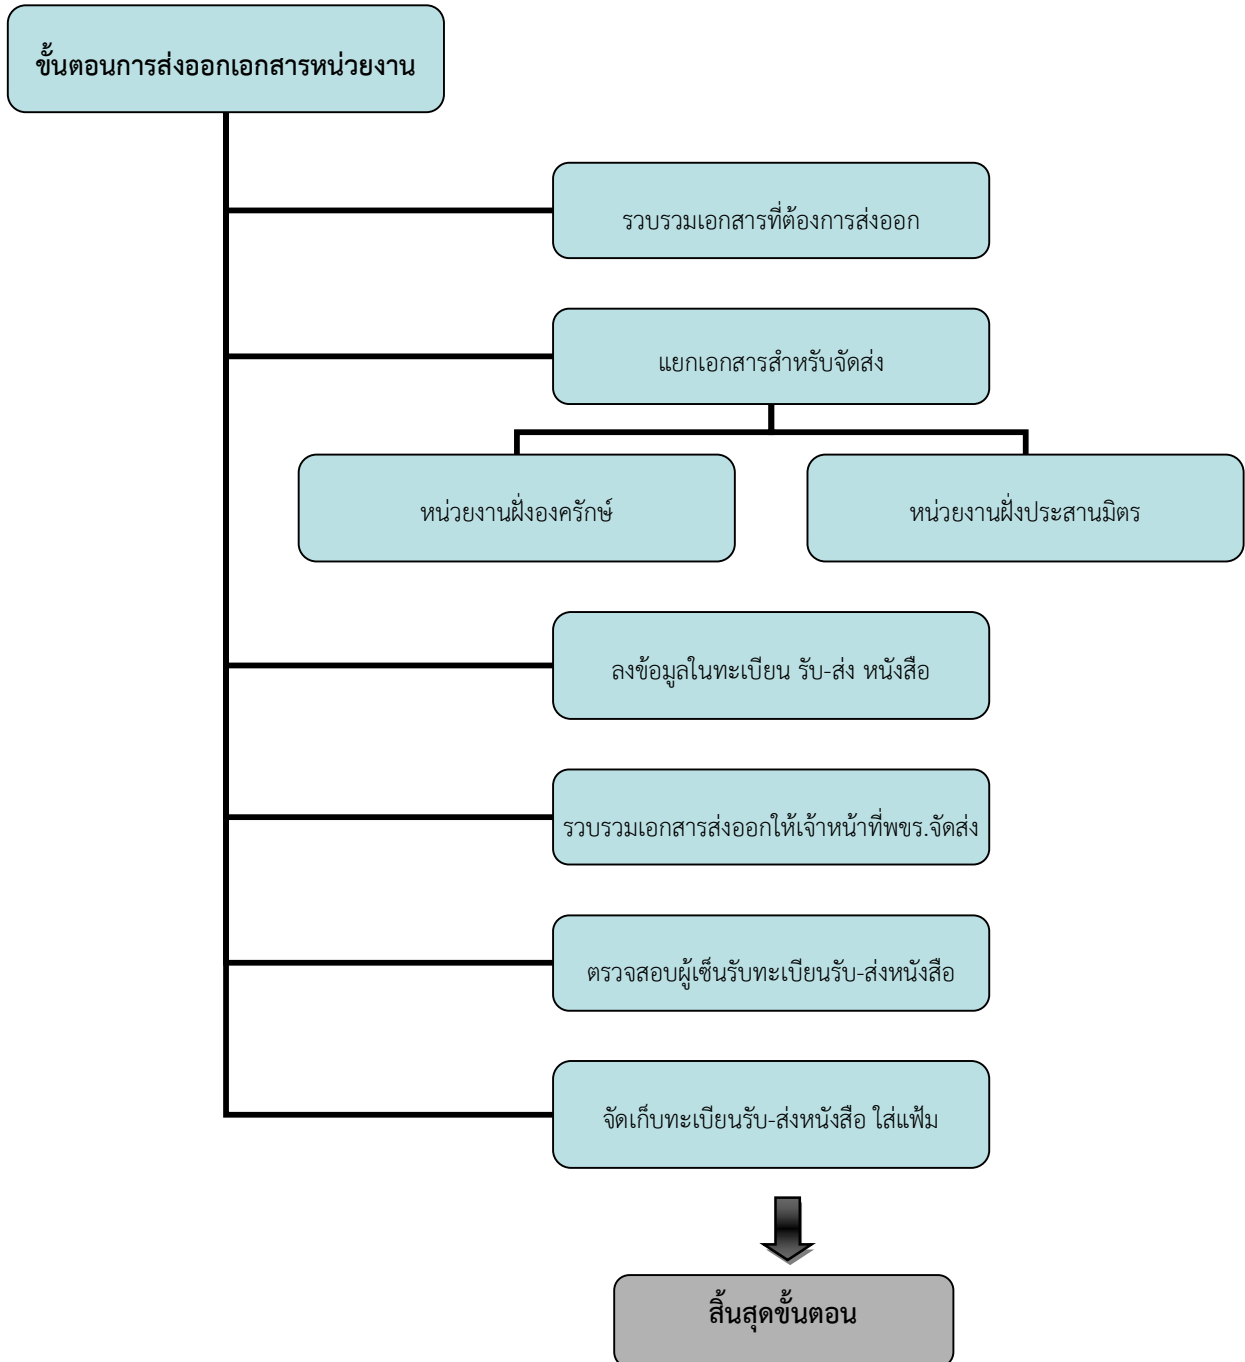 ขั้นตอนการส่งออกเอกสารหน่วยงาน
รวบรวมเอกสารที่ต้องการส่งออก
แยกเอกสารสำหรับจัดส่ง
หน่วยงานฝั่งองครักษ์
หน่วยงานฝั่งประสานมิตร
ลงข้อมูลในทะเบียน รับ-ส่ง หนังสือ
รวบรวมเอกสารส่งออกให้เจ้าหน้าที่พขร.จัดส่ง
ตรวจสอบผู้เซ็นรับทะเบียนรับ-ส่งหนังสือ
จัดเก็บทะเบียนรับ-ส่งหนังสือ ใส่แฟ้ม
สิ้นสุดขั้นตอน